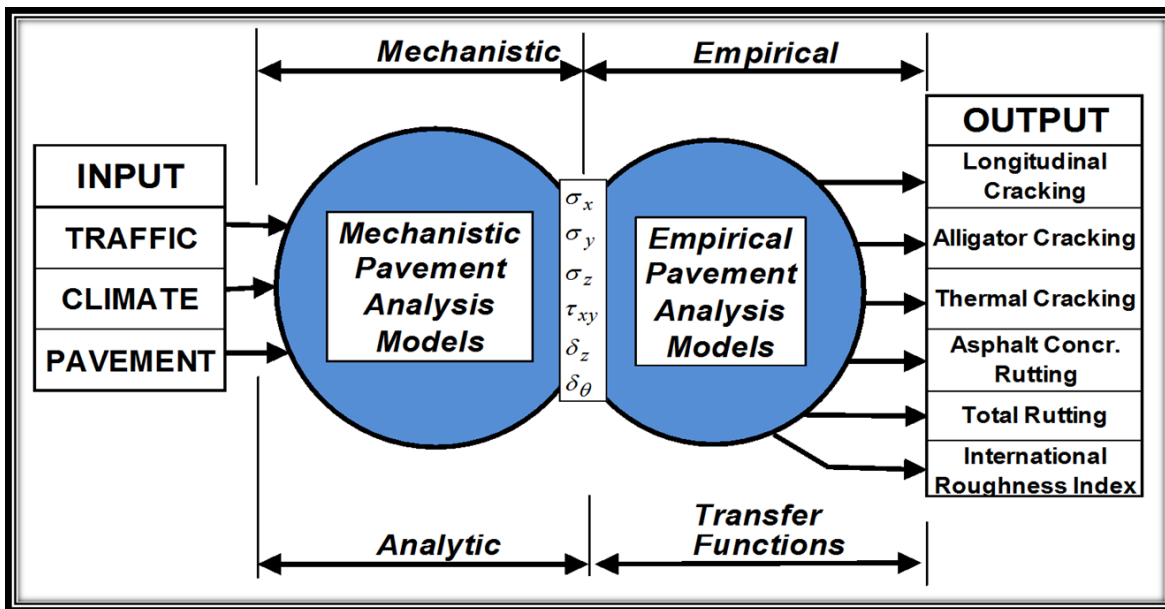 Mechanistic
Empirical
INPUT
TRAFFIC
CLIMATE
PAVEMENT
Mechanistic
Pavement
Analysis
Models
σx
σy
σz
τxy
δz
δθ
Empirical
Pavement
Analysis
Models
OUTPUT
Longitudinal
Cracking
Alligator Cracking
Thermal Cracking
Asphalt Concr.
Rutting
Total Rutting
International
Roughness Index
Analytic
Transfer
Functions